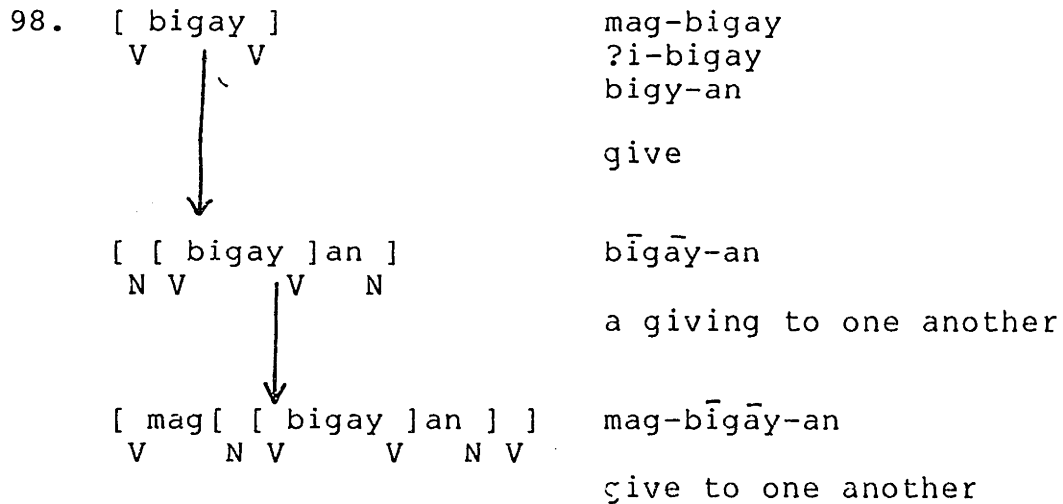 98. [ bigay ] mag-bigay
V V ?i-bigay
bigy-an
give
[ [ bigay ]an ] bīgāy-an
N V V N
a giving to one another
[ mag[ [ bigay ]an ] ] mag-bīgāy-an
V N V V N V
give to one another